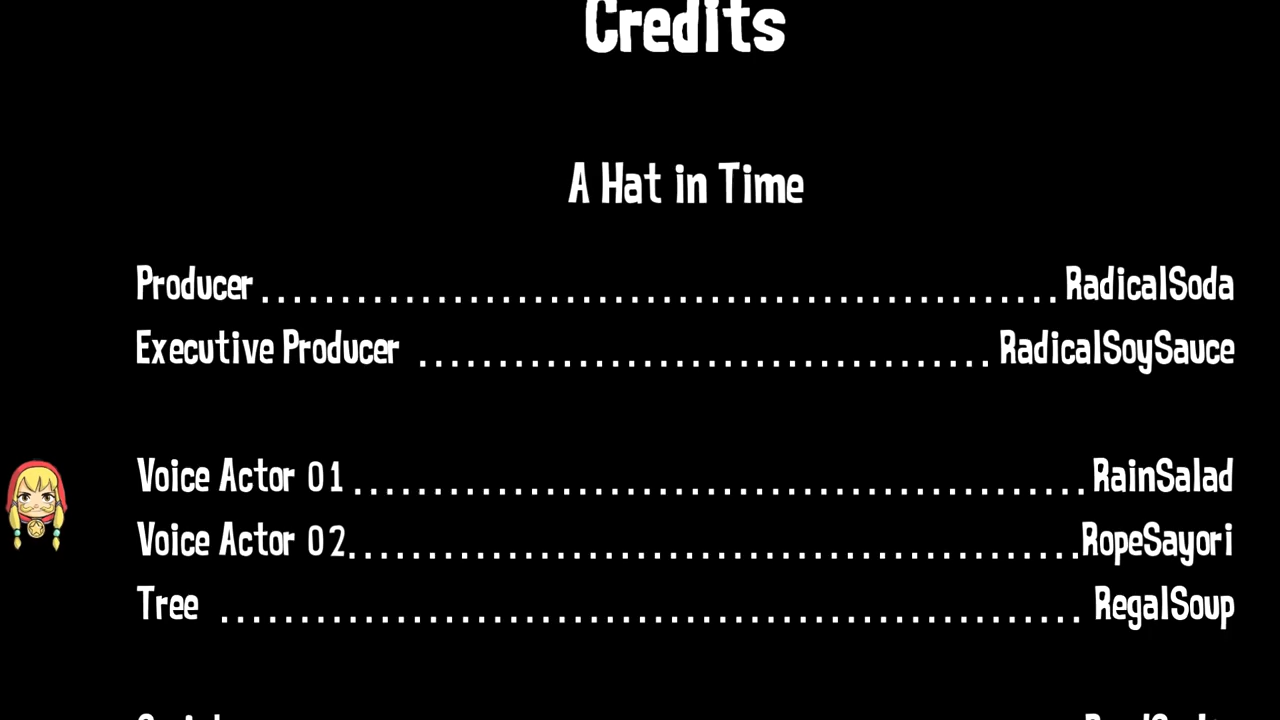 Credits
A Hat in Time
Producer .................................................. RadicalSoda
Executive Producer .................................... RadicalSoySauce
Voice Actor 01 .............................................. RainSalad
Voice Actor 02 .............................................. RopeSayori
Tree ...................................................... RegalSoup